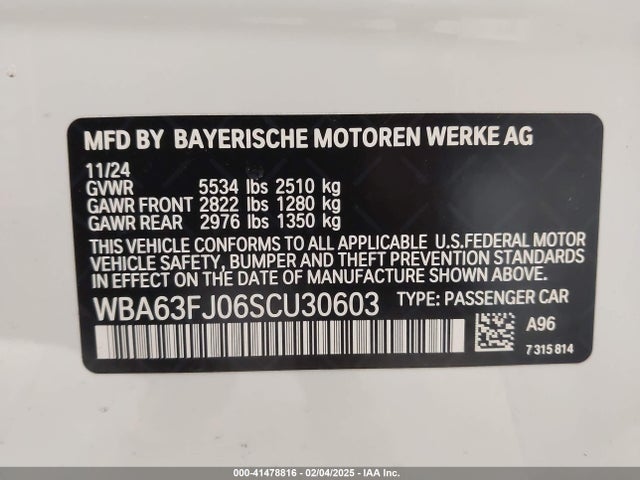 MFD BY BAYERISCHE MOTOREN WERKE AG
11/24
GVWR 5534 lbs 2510 kg
GAWR FRONT 2822 lbs 1280 kg
GAWR REAR 2976 lbs 1350 kg
THIS VEHICLE CONFORMS TO ALL APPLICABLE U.S.FEDERAL MOTOR
VEHICLE SAFETY, BUMPER AND THEFT PREVENTION STANDARDS
IN EFFECT ON THE DATE OF MANUFACTURE SHOWN ABOVE.
WBA63FJ06SCU30603 TYPE: PASSENGER CAR
A96
7315814
000-41478816 - 02/04/2025 - IAA Inc.